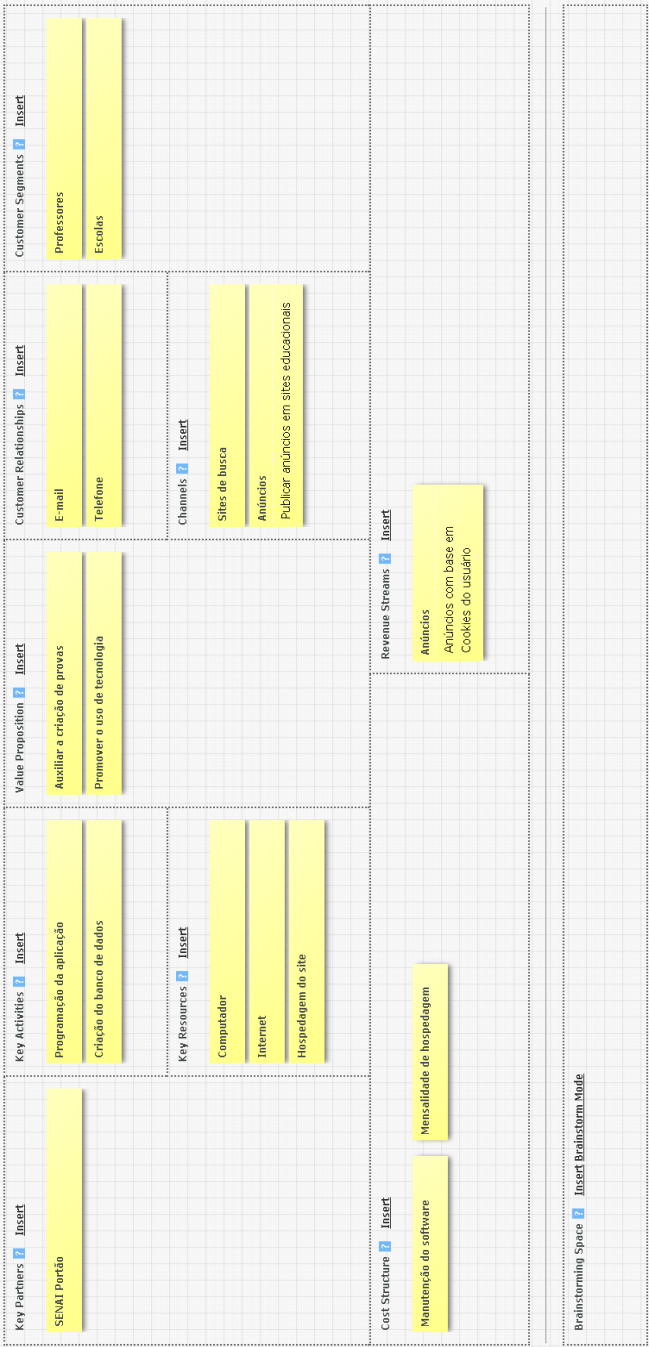 Key Partners ? Insert
SENAI Portão
Key Activities ? Insert
Programação da aplicação
Criação do banco de dados
Key Resources ? Insert
Computador
Internet
Hospedagem do site
Value Proposition ? Insert
Auxiliar a criação de provas
Promover o uso de tecnologia
Customer Relationships ? Insert
E-mail
Telefone
Channels ? Insert
Sites de busca
Anúncios
Publicar anúncios em sites educacionais
Customer Segments ? Insert
Professores
Escolas
Cost Structure ? Insert
Manutenção do software
Mensalidade de hospedagem
Revenue Streams ? Insert
Anúncios
Anúncios com base em
Cookies do usuário
Brainstorming Space ? Insert Brainstorm Mode